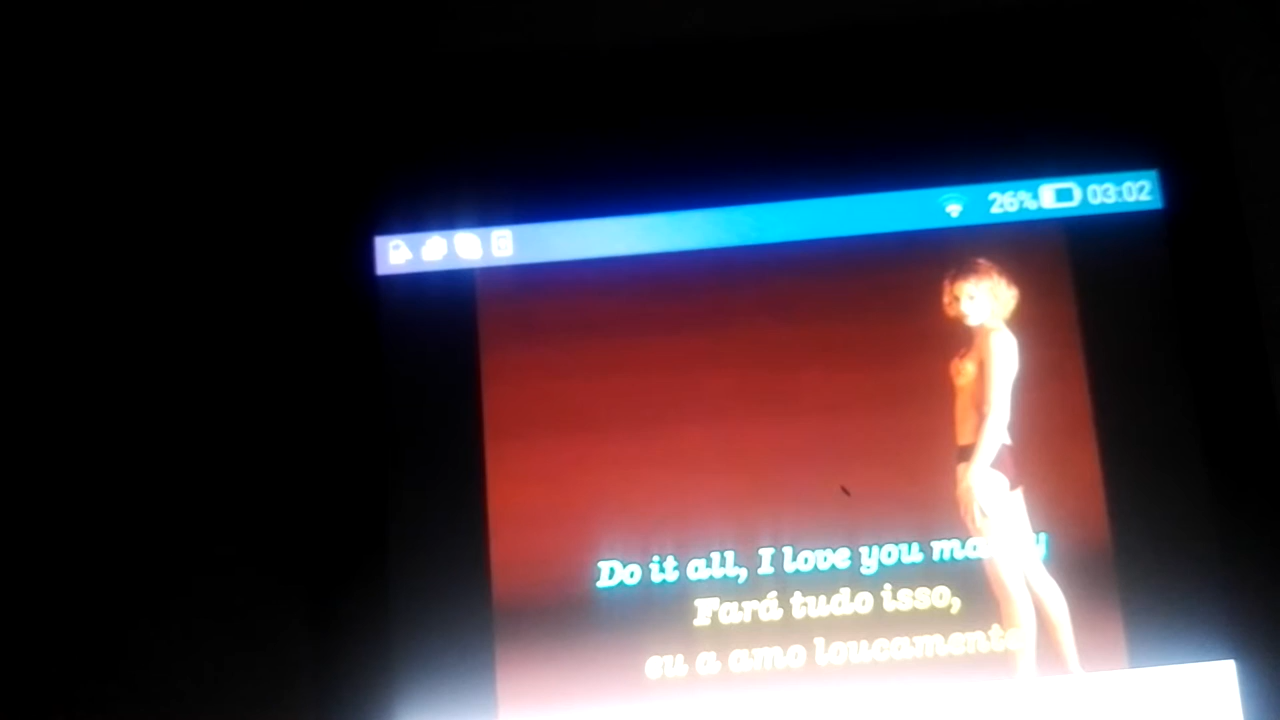 26% 03:02
Do it all, I love you
Fará tudo isso,
eu a amo loucamente